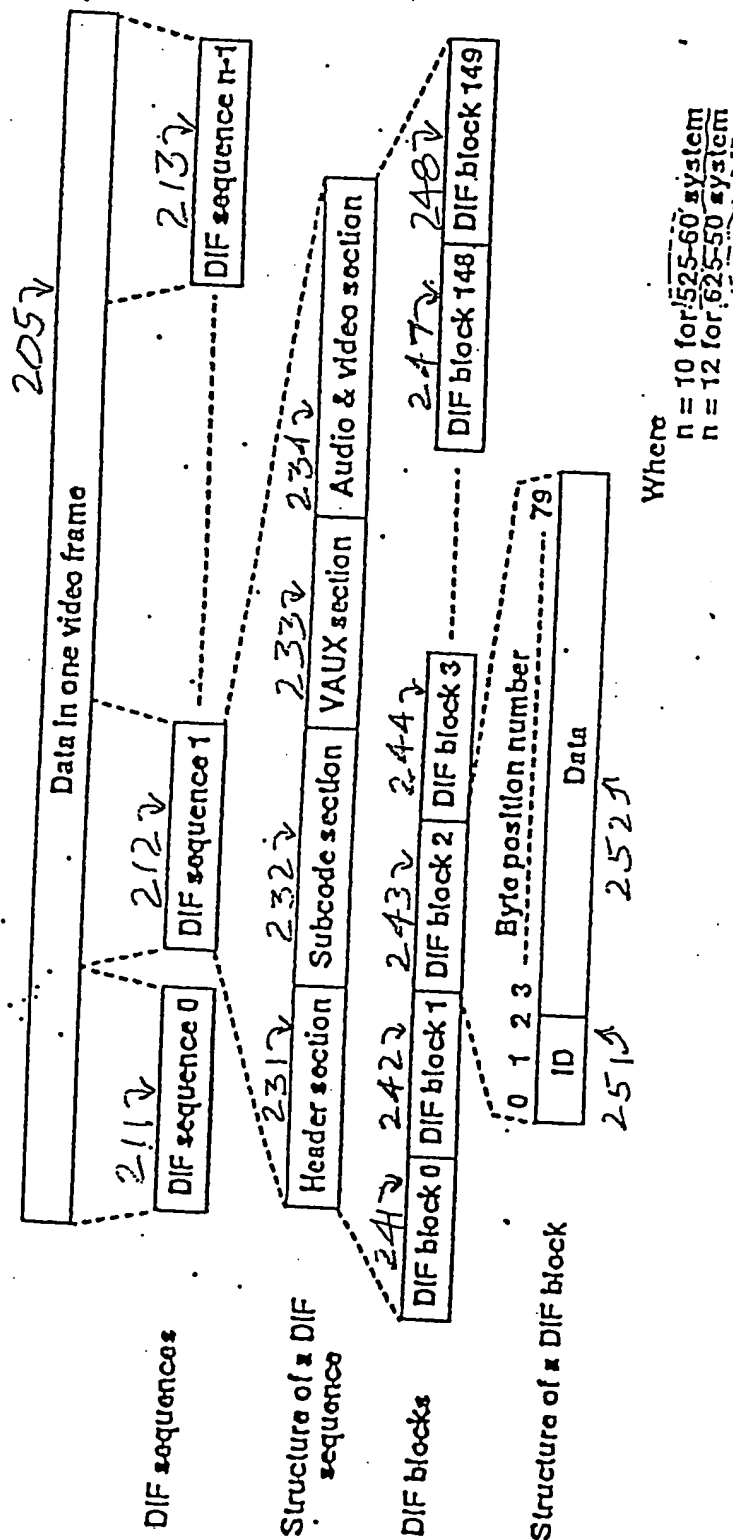 205
Data in one video frame
211 212 213
DIF sequences DIF sequence 0 DIF sequence 1 DIF sequence n-1
231 232 233 234
Structure of a DIF
sequence
Header section Subcode section VAUX section Audio & video section
241 242 243 244 247 248
DIF blocks DIF block 0 DIF block 1 DIF block 2 DIF block 3 DIF block 148 DIF block 149
0 1 2 3 Byte position number 79
Structure of a DIF block ID Data
251 252
Where
n = 10 for 525-60 system
n = 12 for 625-50 system